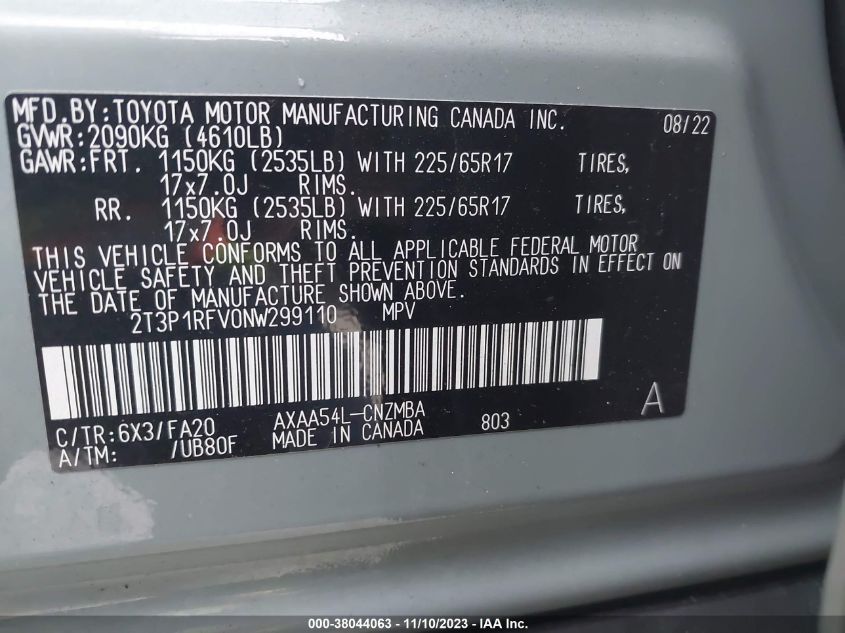 MFD.BY:TOYOTA MOTOR MANUFACTURING CANADA INC. 08/22
GVWR:2090KG (4610LB)
GAWR:FRT. 1150KG (2535LB) WITH 225/65R17 TIRES,
17x7.0J RIMS.
RR. 1150KG (2535LB) WITH 225/65R17 TIRES,
17x7.0J RIMS.
THIS VEHICLE CONFORMS TO ALL APPLICABLE FEDERAL MOTOR
VEHICLE SAFETY AND THEFT PREVENTION STANDARDS IN EFFECT ON
THE DATE OF MANUFACTURE SHOWN ABOVE.
2T3P1RFV0NW299110 MPV
C/TR:6X3/FA20 AXAA54L-CNZMBA 803 A
A/TM: /UB80F MADE IN CANADA
000-38044063 - 11/10/2023 - IAA Inc.